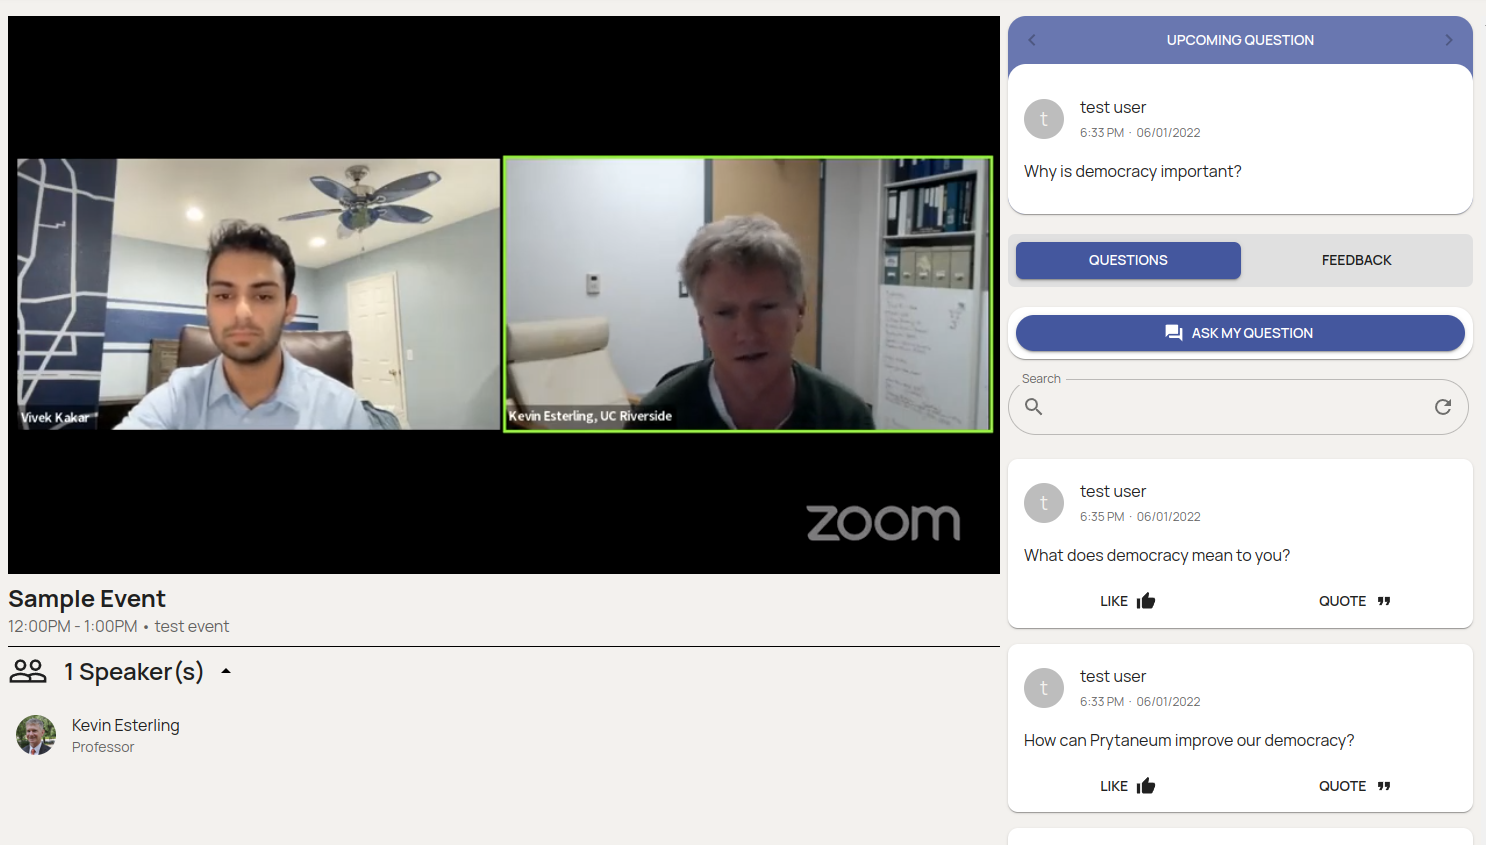 Vivek Kakar
Kevin Esterling, UC Riverside
zoom
Sample Event
12:00PM - 1:00PM • test event
1 Speaker(s)
Kevin Esterling
Professor
UPCOMING QUESTION
t
test user
6:33 PM · 06/01/2022
Why is democracy important?
QUESTIONS
FEEDBACK
ASK MY QUESTION
Search
t
test user
6:35 PM · 06/01/2022
What does democracy mean to you?
LIKE
QUOTE
t
test user
6:33 PM · 06/01/2022
How can Prytaneum improve our democracy?
LIKE
QUOTE